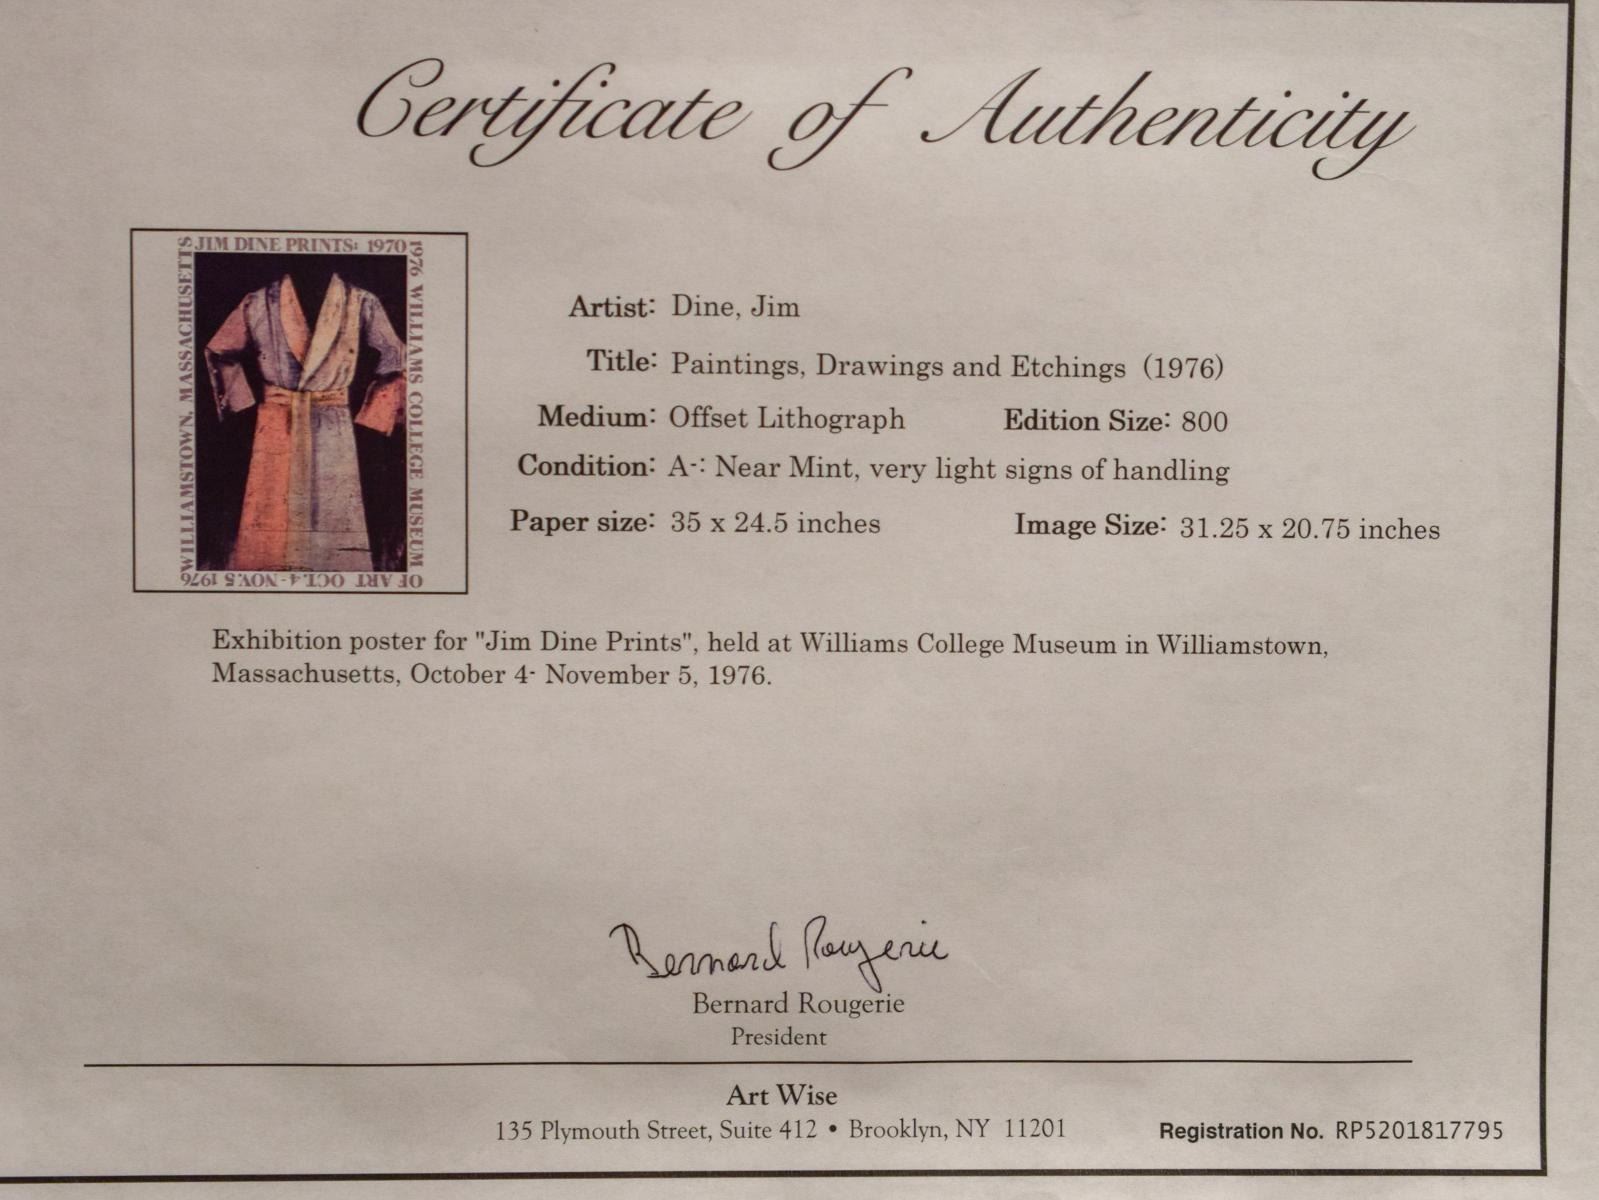 Certificate of Authenticity
JIM DINE PRINTS: 1970
1976 WILLIAMS COLLEGE MUSEUM
OF ART OCT. 4-NOV. 5 1976
WILLIAMSTOWN, MASSACHUSETTS
Artist: Dine, Jim
Title: Paintings, Drawings and Etchings (1976)
Medium: Offset Lithograph Edition Size: 800
Condition: A-: Near Mint, very light signs of handling
Paper size: 35 x 24.5 inches Image Size: 31.25 x 20.75 inches
Exhibition poster for "Jim Dine Prints", held at Williams College Museum in Williamstown,
Massachusetts, October 4- November 5, 1976.
Bernard Rougerie
Bernard Rougerie
President
Art Wise
135 Plymouth Street, Suite 412 • Brooklyn, NY 11201 Registration No. RP5201817795